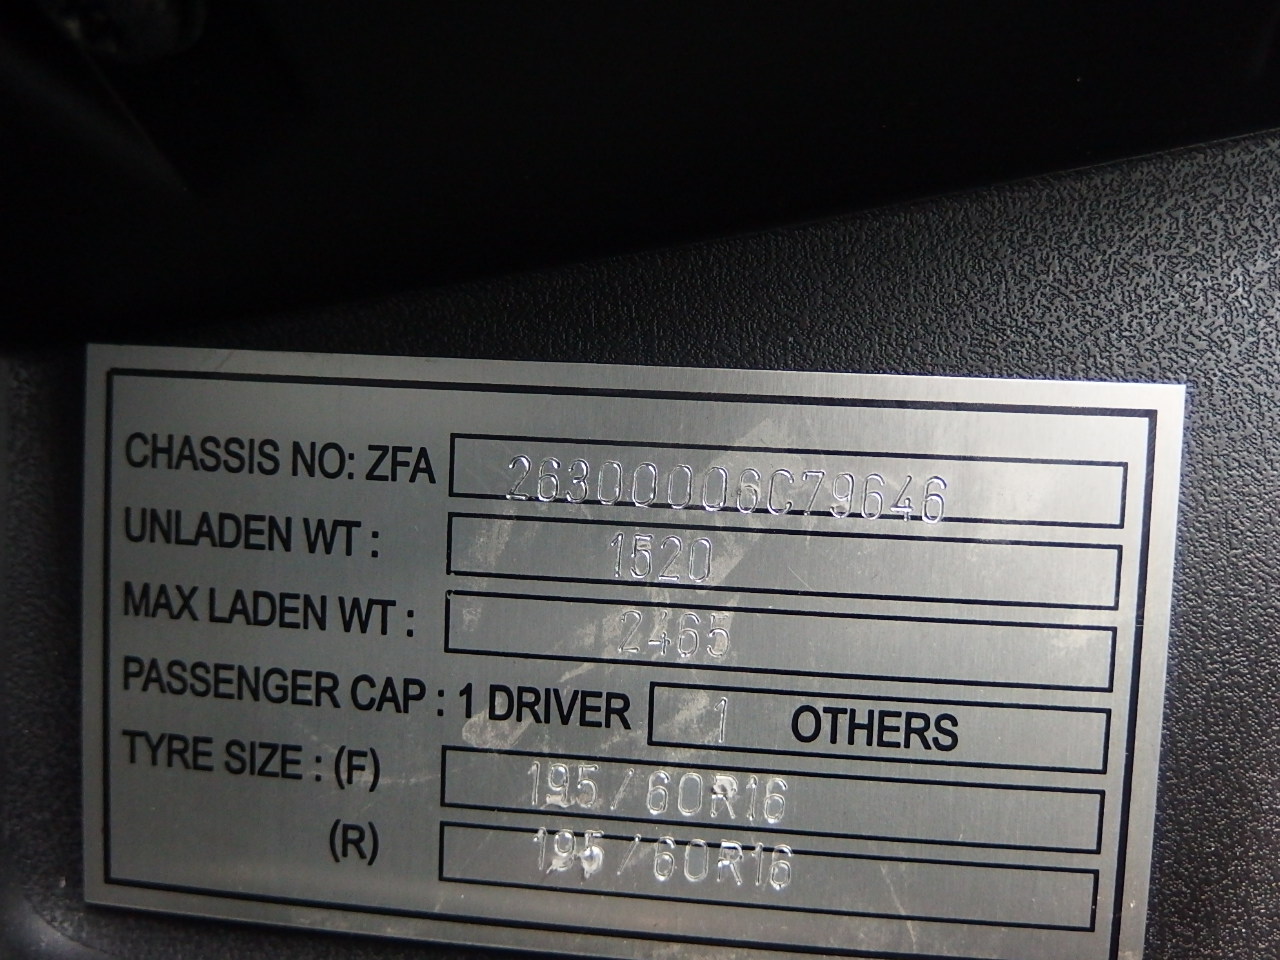 CHASSIS NO: ZFA 26300006C79646
UNLADEN WT : 1520
MAX LADEN WT : 2465
PASSENGER CAP : 1 DRIVER 1 OTHERS
TYRE SIZE : (F) 195/60R16
(R) 195/60R16